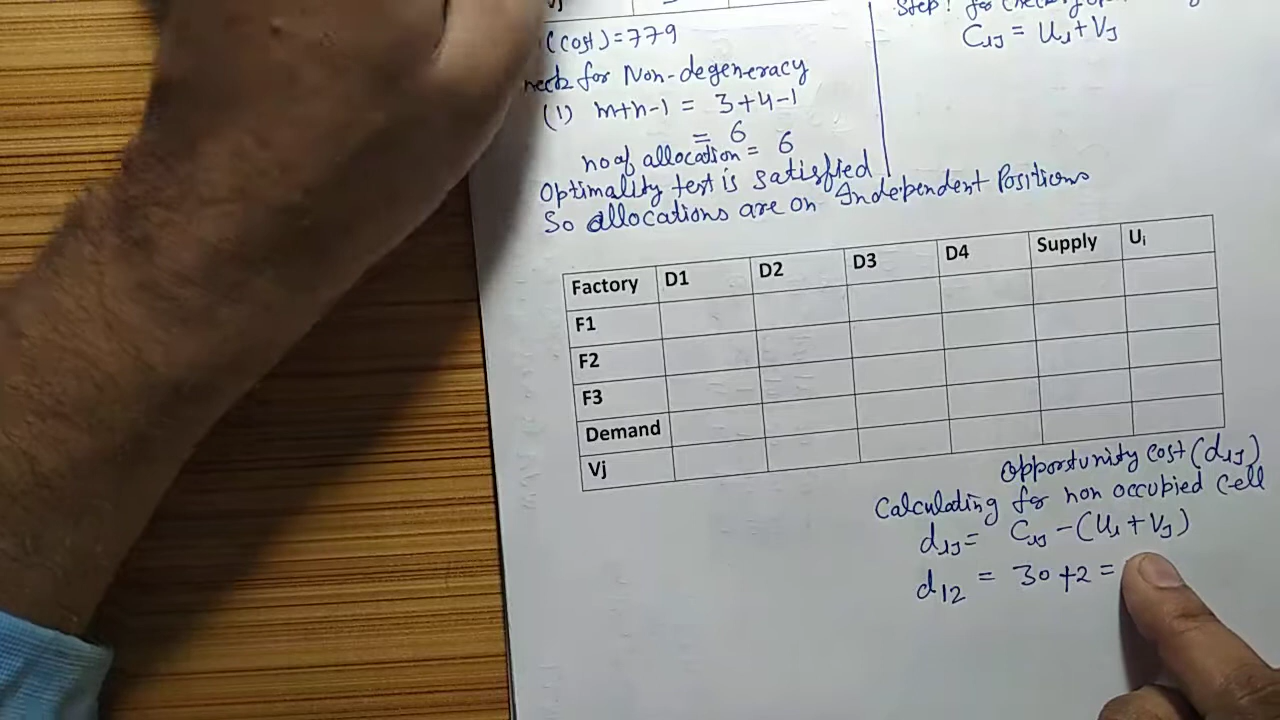 (cost)=779
neck for Non-degeneracy
(1) m+n-1 = 3+4-1
= 6
no of allocation = 6
Optimality test is satisfied
So allocations are on Independent Positions
Step:
Cij = Ui+Vj
Factory D1 D2 D3 D4 Supply Ui
F1
F2
F3
Demand
Vj
Opportunity cost (dij)
Calculating for non occupied Cell
dij = Cij -(Ui+Vj)
d12 = 30+2 =